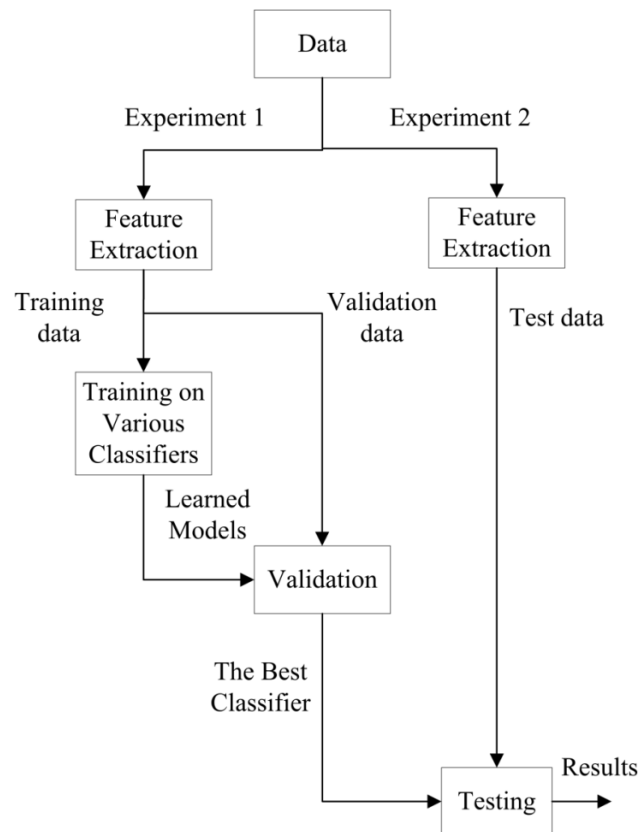 Data
Experiment 1
Experiment 2
Feature
Extraction
Feature
Extraction
Training
data
Validation
data
Test data
Training on
Various
Classifiers
Learned
Models
Validation
The Best
Classifier
Results
Testing